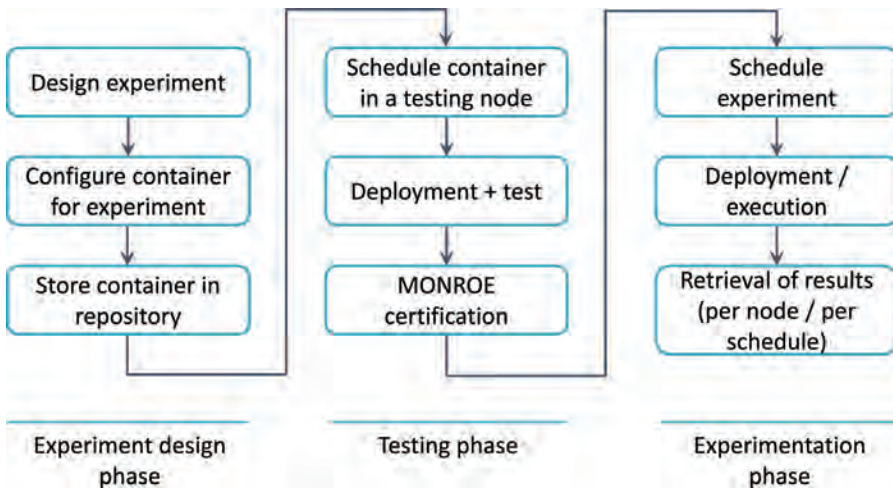 Design experiment
Configure container
for experiment
Store container in
repository
Experiment design
phase
Schedule container
in a testing node
Deployment + test
MONROE
certification
Testing phase
Schedule
experiment
Deployment /
execution
Retrieval of results
(per node / per
schedule)
Experimentation
phase